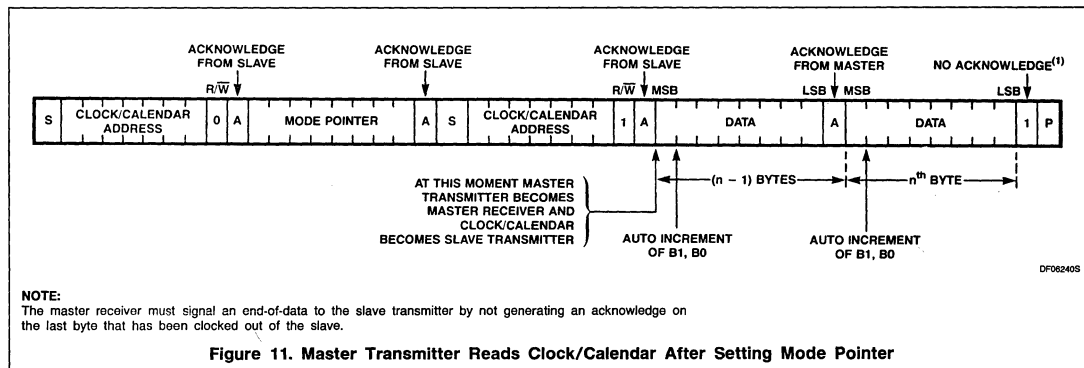 ACKNOWLEDGE
FROM SLAVE
ACKNOWLEDGE
FROM SLAVE
ACKNOWLEDGE
FROM SLAVE
ACKNOWLEDGE
FROM MASTER
NO ACKNOWLEDGE(1)
R/W̅
R/W̅ MSB
LSB MSB
LSB
S CLOCK/CALENDAR ADDRESS 0 A MODE POINTER A S CLOCK/CALENDAR ADDRESS 1 A DATA A DATA 1 P
(n − 1) BYTES
nth BYTE
AT THIS MOMENT MASTER
TRANSMITTER BECOMES
MASTER RECEIVER AND
CLOCK/CALENDAR
BECOMES SLAVE TRANSMITTER
AUTO INCREMENT
OF B1, B0
AUTO INCREMENT
OF B1, B0
DF06240S
NOTE:
The master receiver must signal an end-of-data to the slave transmitter by not generating an acknowledge on
the last byte that has been clocked out of the slave.
Figure 11. Master Transmitter Reads Clock/Calendar After Setting Mode Pointer